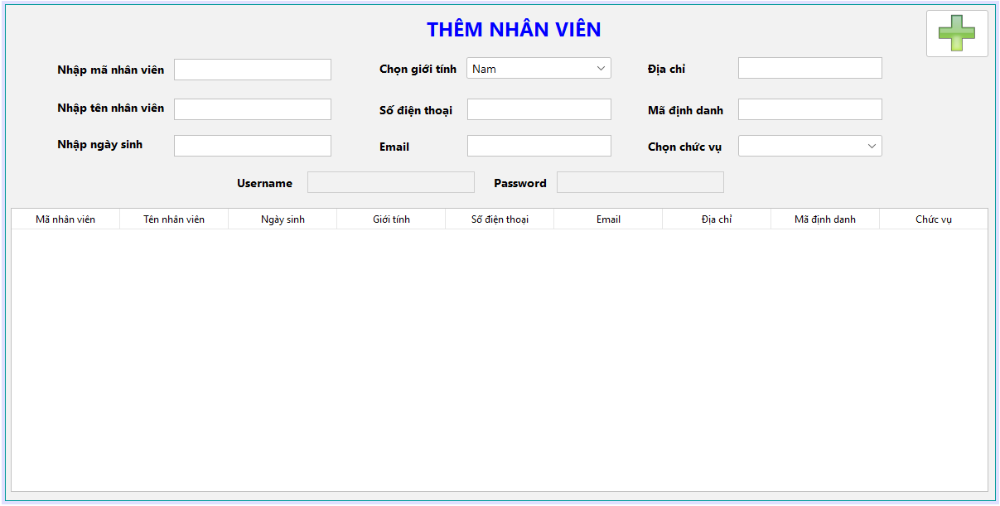 THÊM NHÂN VIÊN
Nhập mã nhân viên Chọn giới tính Nam Địa chỉ
Nhập tên nhân viên Số điện thoại Mã định danh
Nhập ngày sinh Email Chọn chức vụ
Username Password
Mã nhân viên Tên nhân viên Ngày sinh Giới tính Số điện thoại Email Địa chỉ Mã định danh Chức vụ